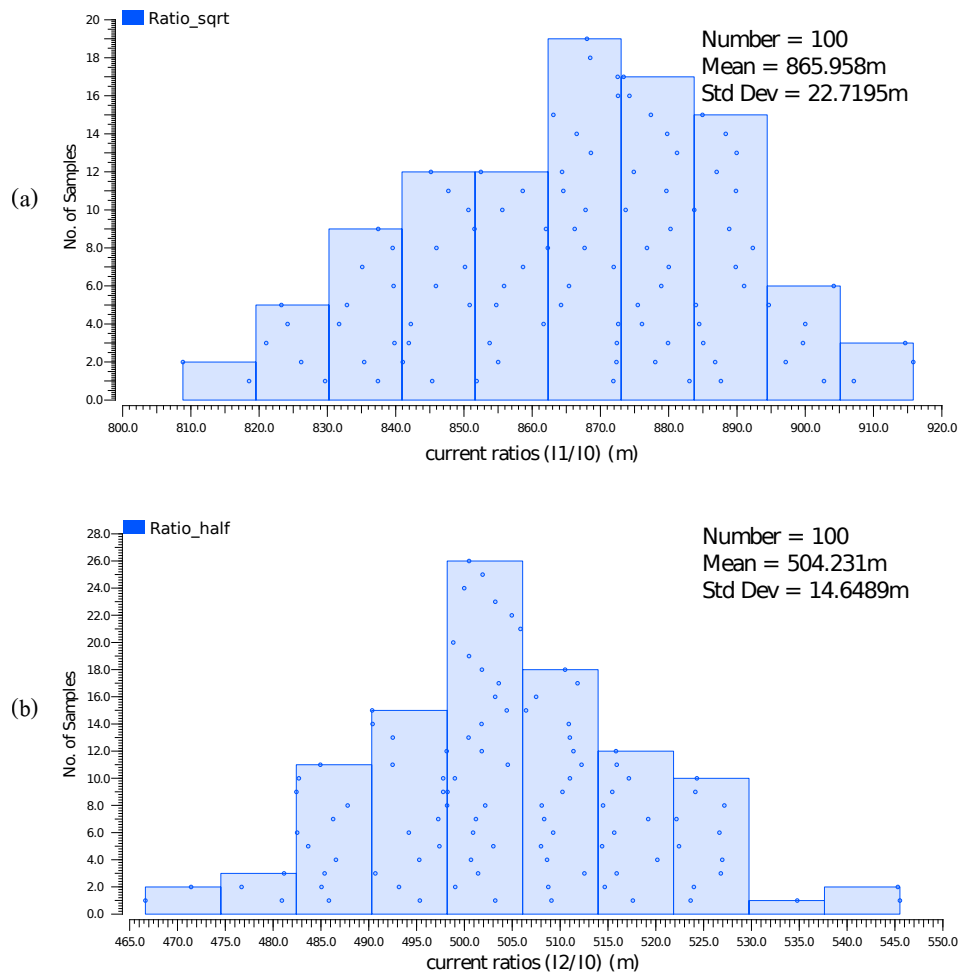 Ratio_sqrt
Number = 100
Mean = 865.958m
Std Dev = 22.7195m
(a)
No. of Samples
20
18
16
14
12
10
8.0
6.0
4.0
2.0
0.0
800.0 810.0 820.0 830.0 840.0 850.0 860.0 870.0 880.0 890.0 900.0 910.0 920.0
current ratios (I1/I0) (m)
Ratio_half
Number = 100
Mean = 504.231m
Std Dev = 14.6489m
(b)
No. of Samples
28.0
26.0
24.0
22.0
20.0
18.0
16.0
14.0
12.0
10.0
8.0
6.0
4.0
2.0
0.0
465.0 470.0 475.0 480.0 485.0 490.0 495.0 500.0 505.0 510.0 515.0 520.0 525.0 530.0 535.0 540.0 545.0 550.0
current ratios (I2/I0) (m)